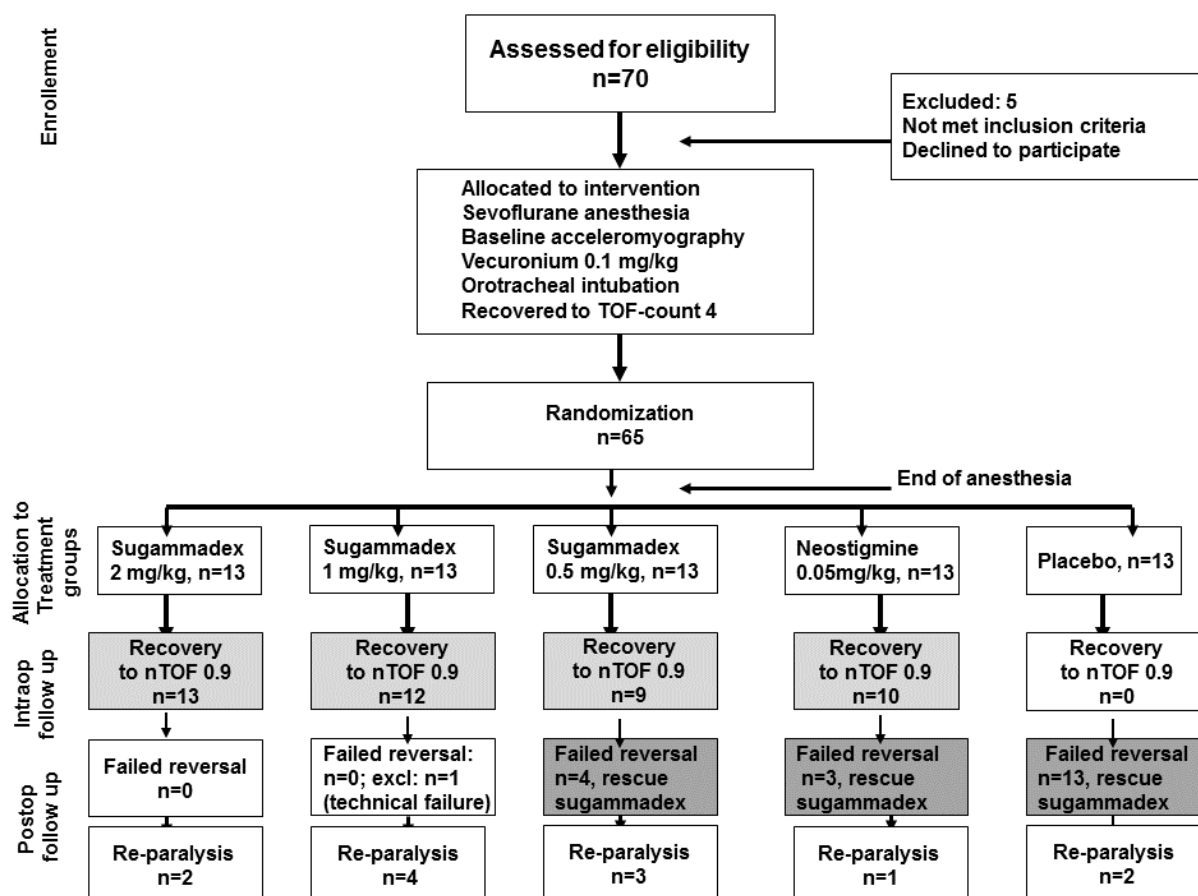 Enrollement
Assessed for eligibility
n=70
Excluded: 5
Not met inclusion criteria
Declined to participate
Allocated to intervention
Sevoflurane anesthesia
Baseline acceleromyography
Vecuronium 0.1 mg/kg
Orotracheal intubation
Recovered to TOF-count 4
Randomization
n=65
End of anesthesia
Allocation to
Treatment
groups
Sugammadex
2 mg/kg, n=13
Sugammadex
1 mg/kg, n=13
Sugammadex
0.5 mg/kg, n=13
Neostigmine
0.05mg/kg, n=13
Placebo, n=13
Intraop
follow up
Recovery
to nTOF 0.9
n=13
Recovery
to nTOF 0.9
n=12
Recovery
to nTOF 0.9
n=9
Recovery
to nTOF 0.9
n=10
Recovery
to nTOF 0.9
n=0
Postop
follow up
Failed reversal
n=0
Failed reversal:
n=0; excl: n=1
(technical failure)
Failed reversal
n=4, rescue
sugammadex
Failed reversal
n=3, rescue
sugammadex
Failed reversal
n=13, rescue
sugammadex
Re-paralysis
n=2
Re-paralysis
n=4
Re-paralysis
n=3
Re-paralysis
n=1
Re-paralysis
n=2